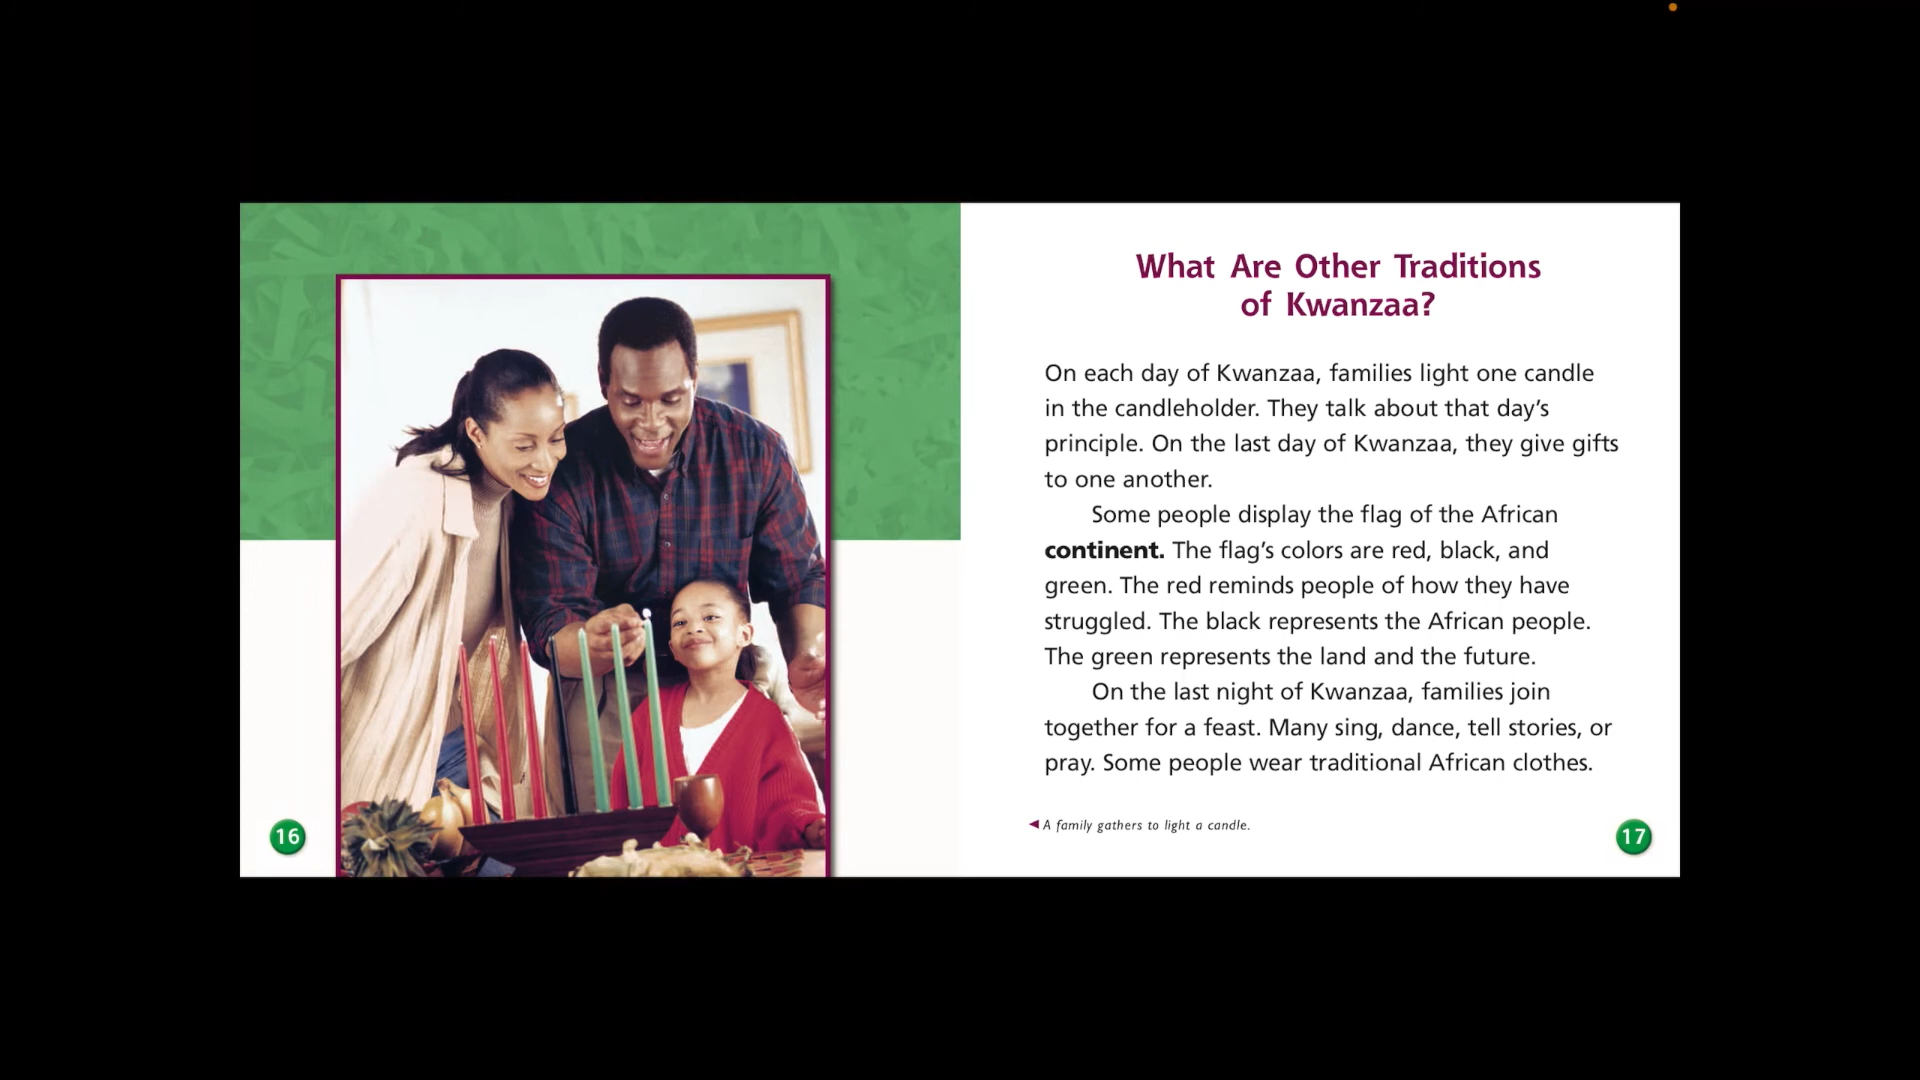 What Are Other Traditions
of Kwanzaa?
On each day of Kwanzaa, families light one candle
in the candleholder. They talk about that day’s
principle. On the last day of Kwanzaa, they give gifts
to one another.
Some people display the flag of the African
continent. The flag’s colors are red, black, and
green. The red reminds people of how they have
struggled. The black represents the African people.
The green represents the land and the future.
On the last night of Kwanzaa, families join
together for a feast. Many sing, dance, tell stories, or
pray. Some people wear traditional African clothes.
◄ A family gathers to light a candle.
16
17